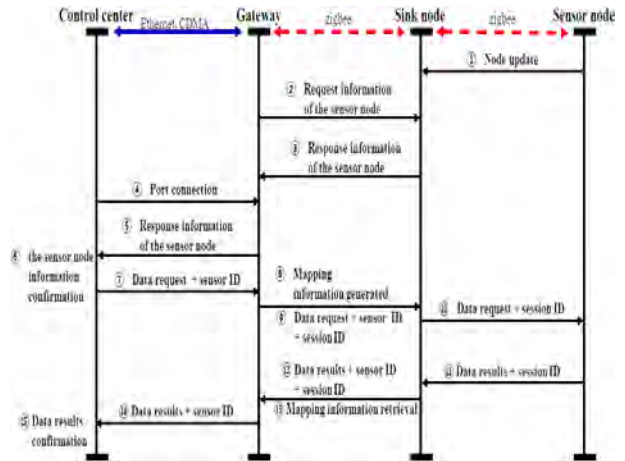 Control center
Gateway
Sink node
Sensor node
Ethernet, CDMA
zigbee
zigbee
① Node update
② Request information
of the sensor node
③ Response information
of the sensor node
④ Port connection
⑤ Response information
of the sensor node
⑥ the sensor node
information
confirmation
⑦ Data request + sensor ID
⑧ Mapping
information generated
⑨ Data request + sensor ID
+ session ID
⑩ Data request + session ID
Data results + session ID
⑫ Data results + sensor ID
+ session ID
⑬ Mapping information retrieval
⑭ Data results + sensor ID
⑮ Data results
confirmation